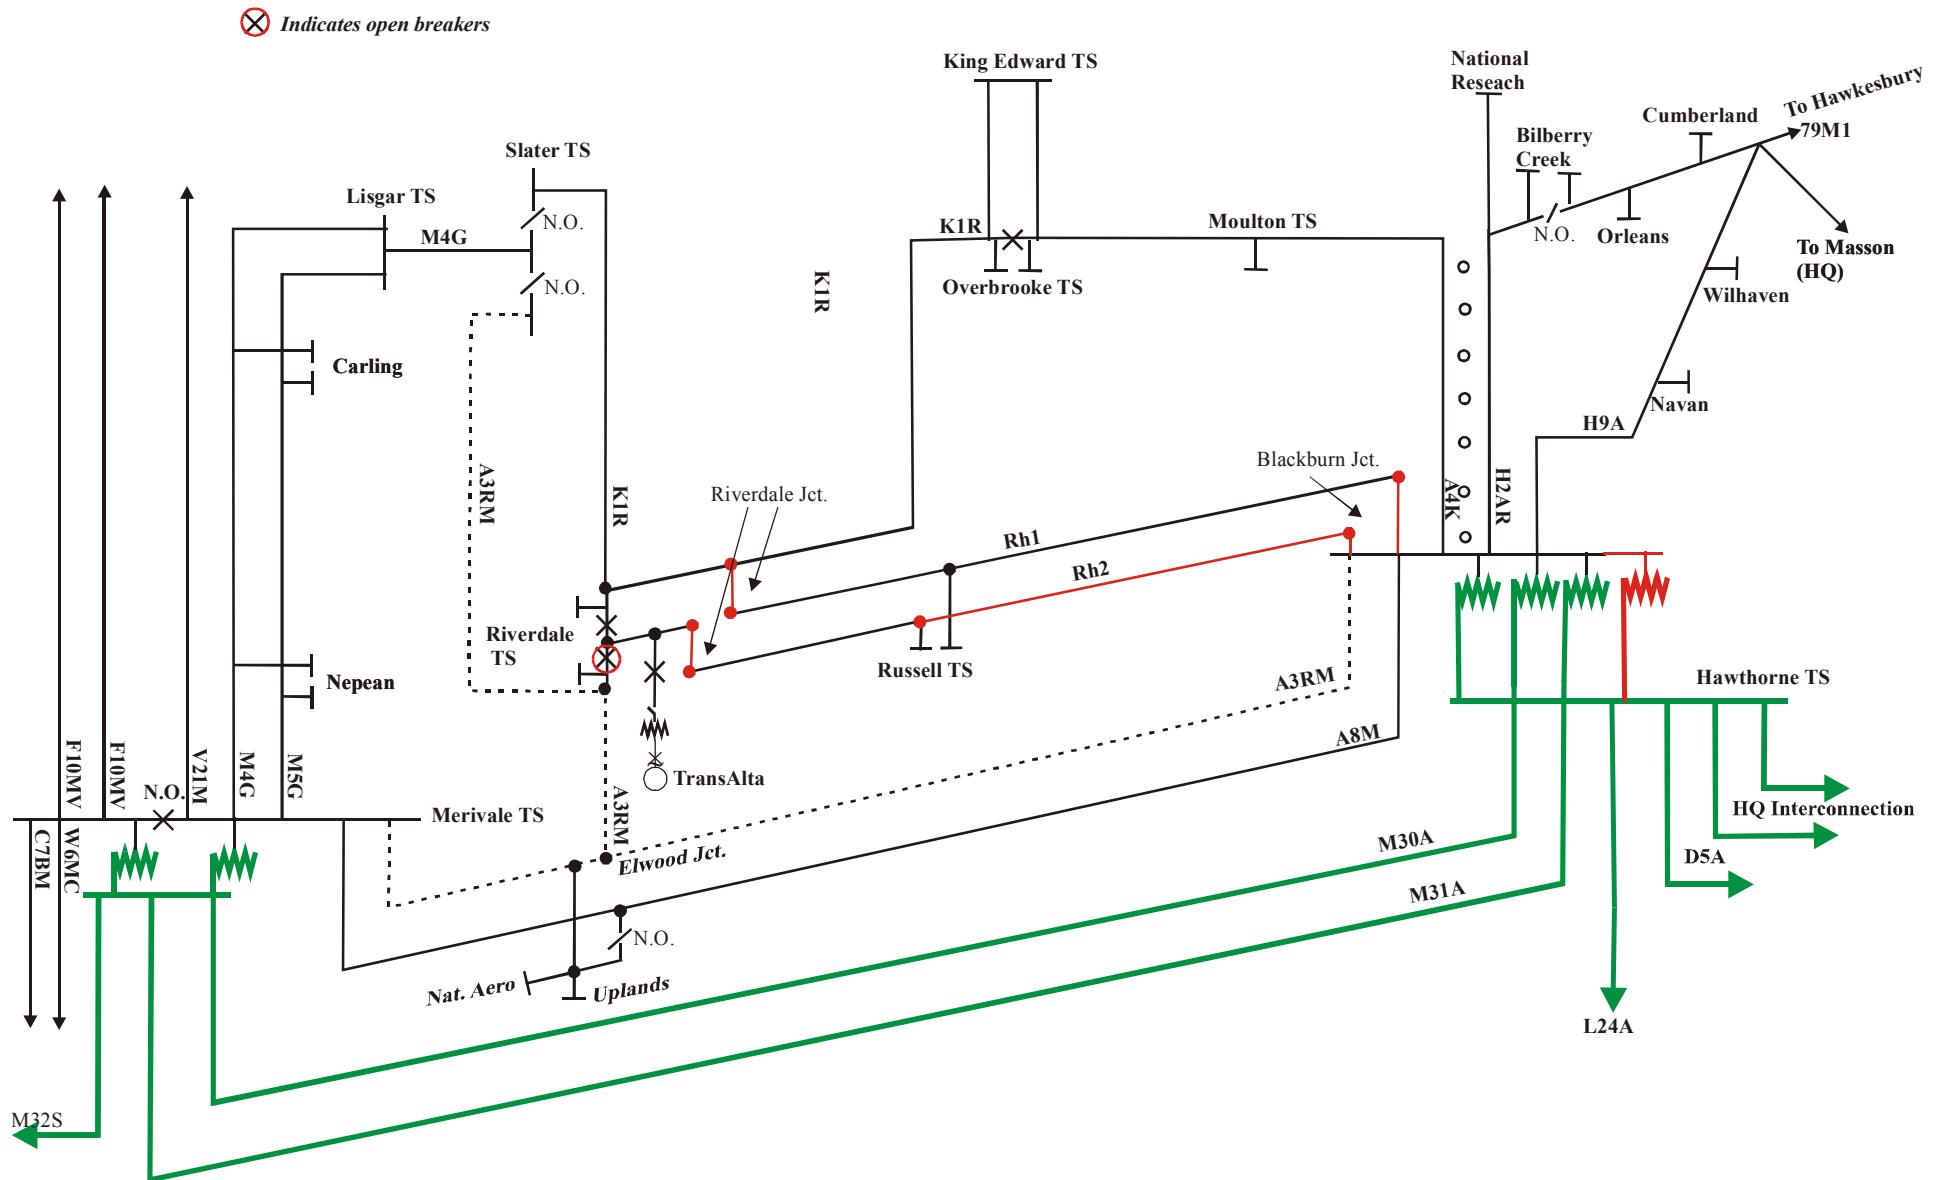 Indicates open breakers
King Edward TS
National
Reseach
To Hawkesbury
79M1
Cumberland
Bilberry
Creek
N.O.
Orleans
To Masson
(HQ)
Wilhaven
Navan
H9A
Slater TS
N.O.
Lisgar TS
M4G
N.O.
K1R
Moulton TS
Overbrooke TS
K1R
Carling
A3RM
K1R
Riverdale Jct.
Blackburn Jct.
A4K
H2AR
Rh1
Rh2
Riverdale
TS
Russell TS
Nepean
A3RM
Hawthorne TS
A8M
TransAlta
F10MV
F10MV
N.O.
V21M
M4G
M5G
Merivale TS
A3RM
Elwood Jct.
C7BM
W6MC
HQ Interconnection
D5A
M30A
M31A
N.O.
Nat. Aero
Uplands
L24A
M32S